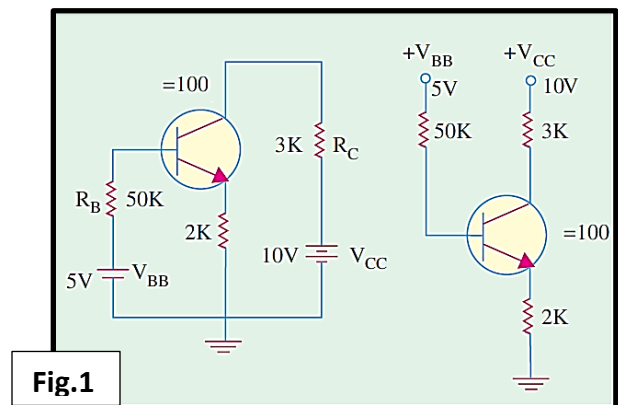 =100
3K R_C
R_B 50K
2K
10V V_CC
5V V_BB
+V_BB
5V
+V_CC
10V
50K
3K
=100
2K
Fig.1